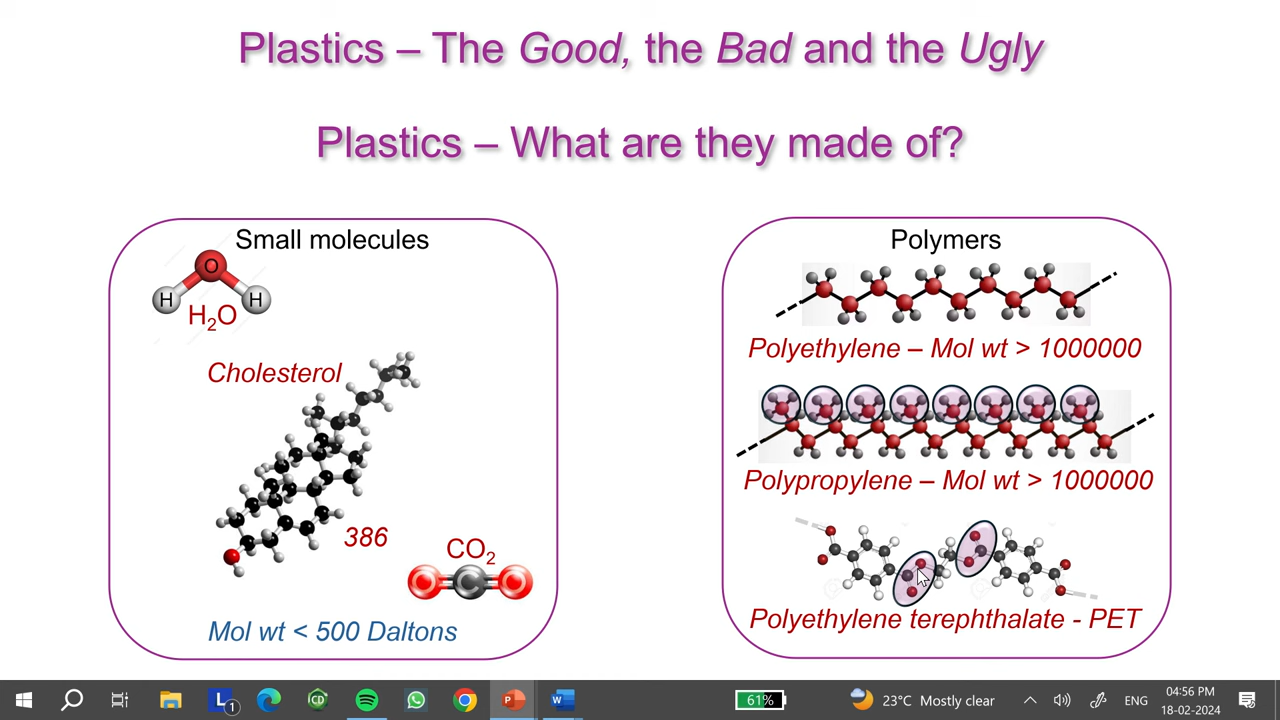 Plastics – The Good, the Bad and the Ugly
Plastics – What are they made of?
Small molecules
O
H H
H₂O
Cholesterol
386
CO₂
C
Mol wt < 500 Daltons
Polymers
Polyethylene – Mol wt > 1000000
Polypropylene – Mol wt > 1000000
Polyethylene terephthalate - PET
L 1
CD
P
W
61%
23°C Mostly clear
ENG
04:56 PM
18-02-2024